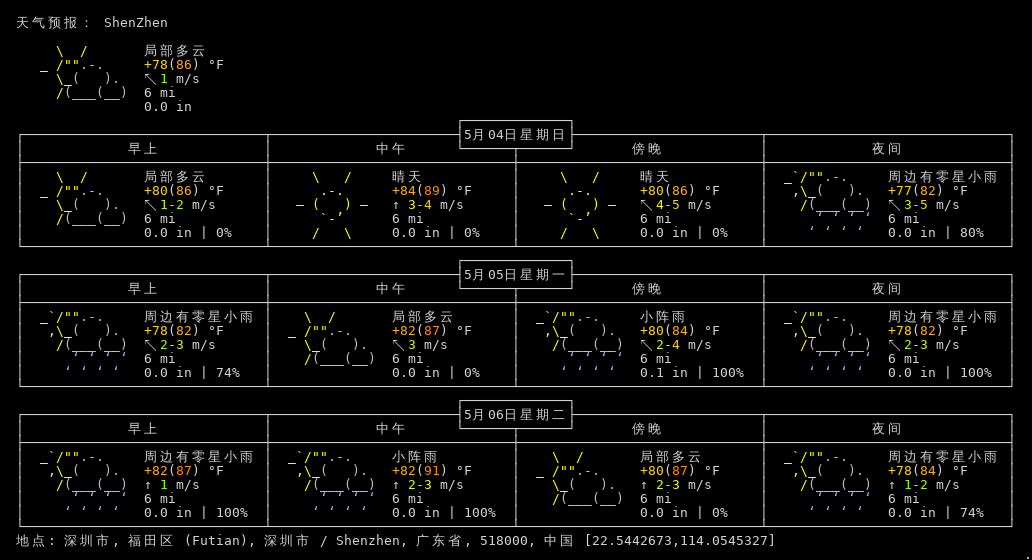 天气预报： ShenZhen
局部多云
+78(86) °F
↖1 m/s
6 mi
0.0 in
5月04日星期日
早上 中午 傍晚 夜间
局部多云 晴天 晴天 周边有零星小雨
+80(86) °F +84(89) °F +80(86) °F +77(82) °F
↖1-2 m/s ↑ 3-4 m/s ↖4-5 m/s ↖3-5 m/s
6 mi 6 mi 6 mi 6 mi
0.0 in | 0% 0.0 in | 0% 0.0 in | 0% 0.0 in | 80%
5月05日星期一
早上 中午 傍晚 夜间
周边有零星小雨 局部多云 小阵雨 周边有零星小雨
+78(82) °F +82(87) °F +80(84) °F +78(82) °F
↖2-3 m/s ↖3 m/s ↖2-4 m/s ↖2-3 m/s
6 mi 6 mi 6 mi 6 mi
0.0 in | 74% 0.0 in | 0% 0.1 in | 100% 0.0 in | 100%
5月06日星期二
早上 中午 傍晚 夜间
周边有零星小雨 小阵雨 局部多云 周边有零星小雨
+82(87) °F +82(91) °F +80(87) °F +78(84) °F
↑ 1 m/s ↑ 2-3 m/s ↑ 2-3 m/s ↑ 1-2 m/s
6 mi 6 mi 6 mi 6 mi
0.0 in | 100% 0.0 in | 100% 0.0 in | 0% 0.0 in | 74%
地点: 深圳市, 福田区 (Futian), 深圳市 / Shenzhen, 广东省, 518000, 中国 [22.5442673,114.0545327]